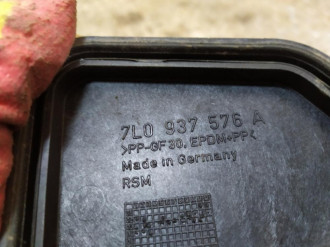 7L0 937 576 A
>PP-GF30,EPDM+PP<
Made in Germany
RSM